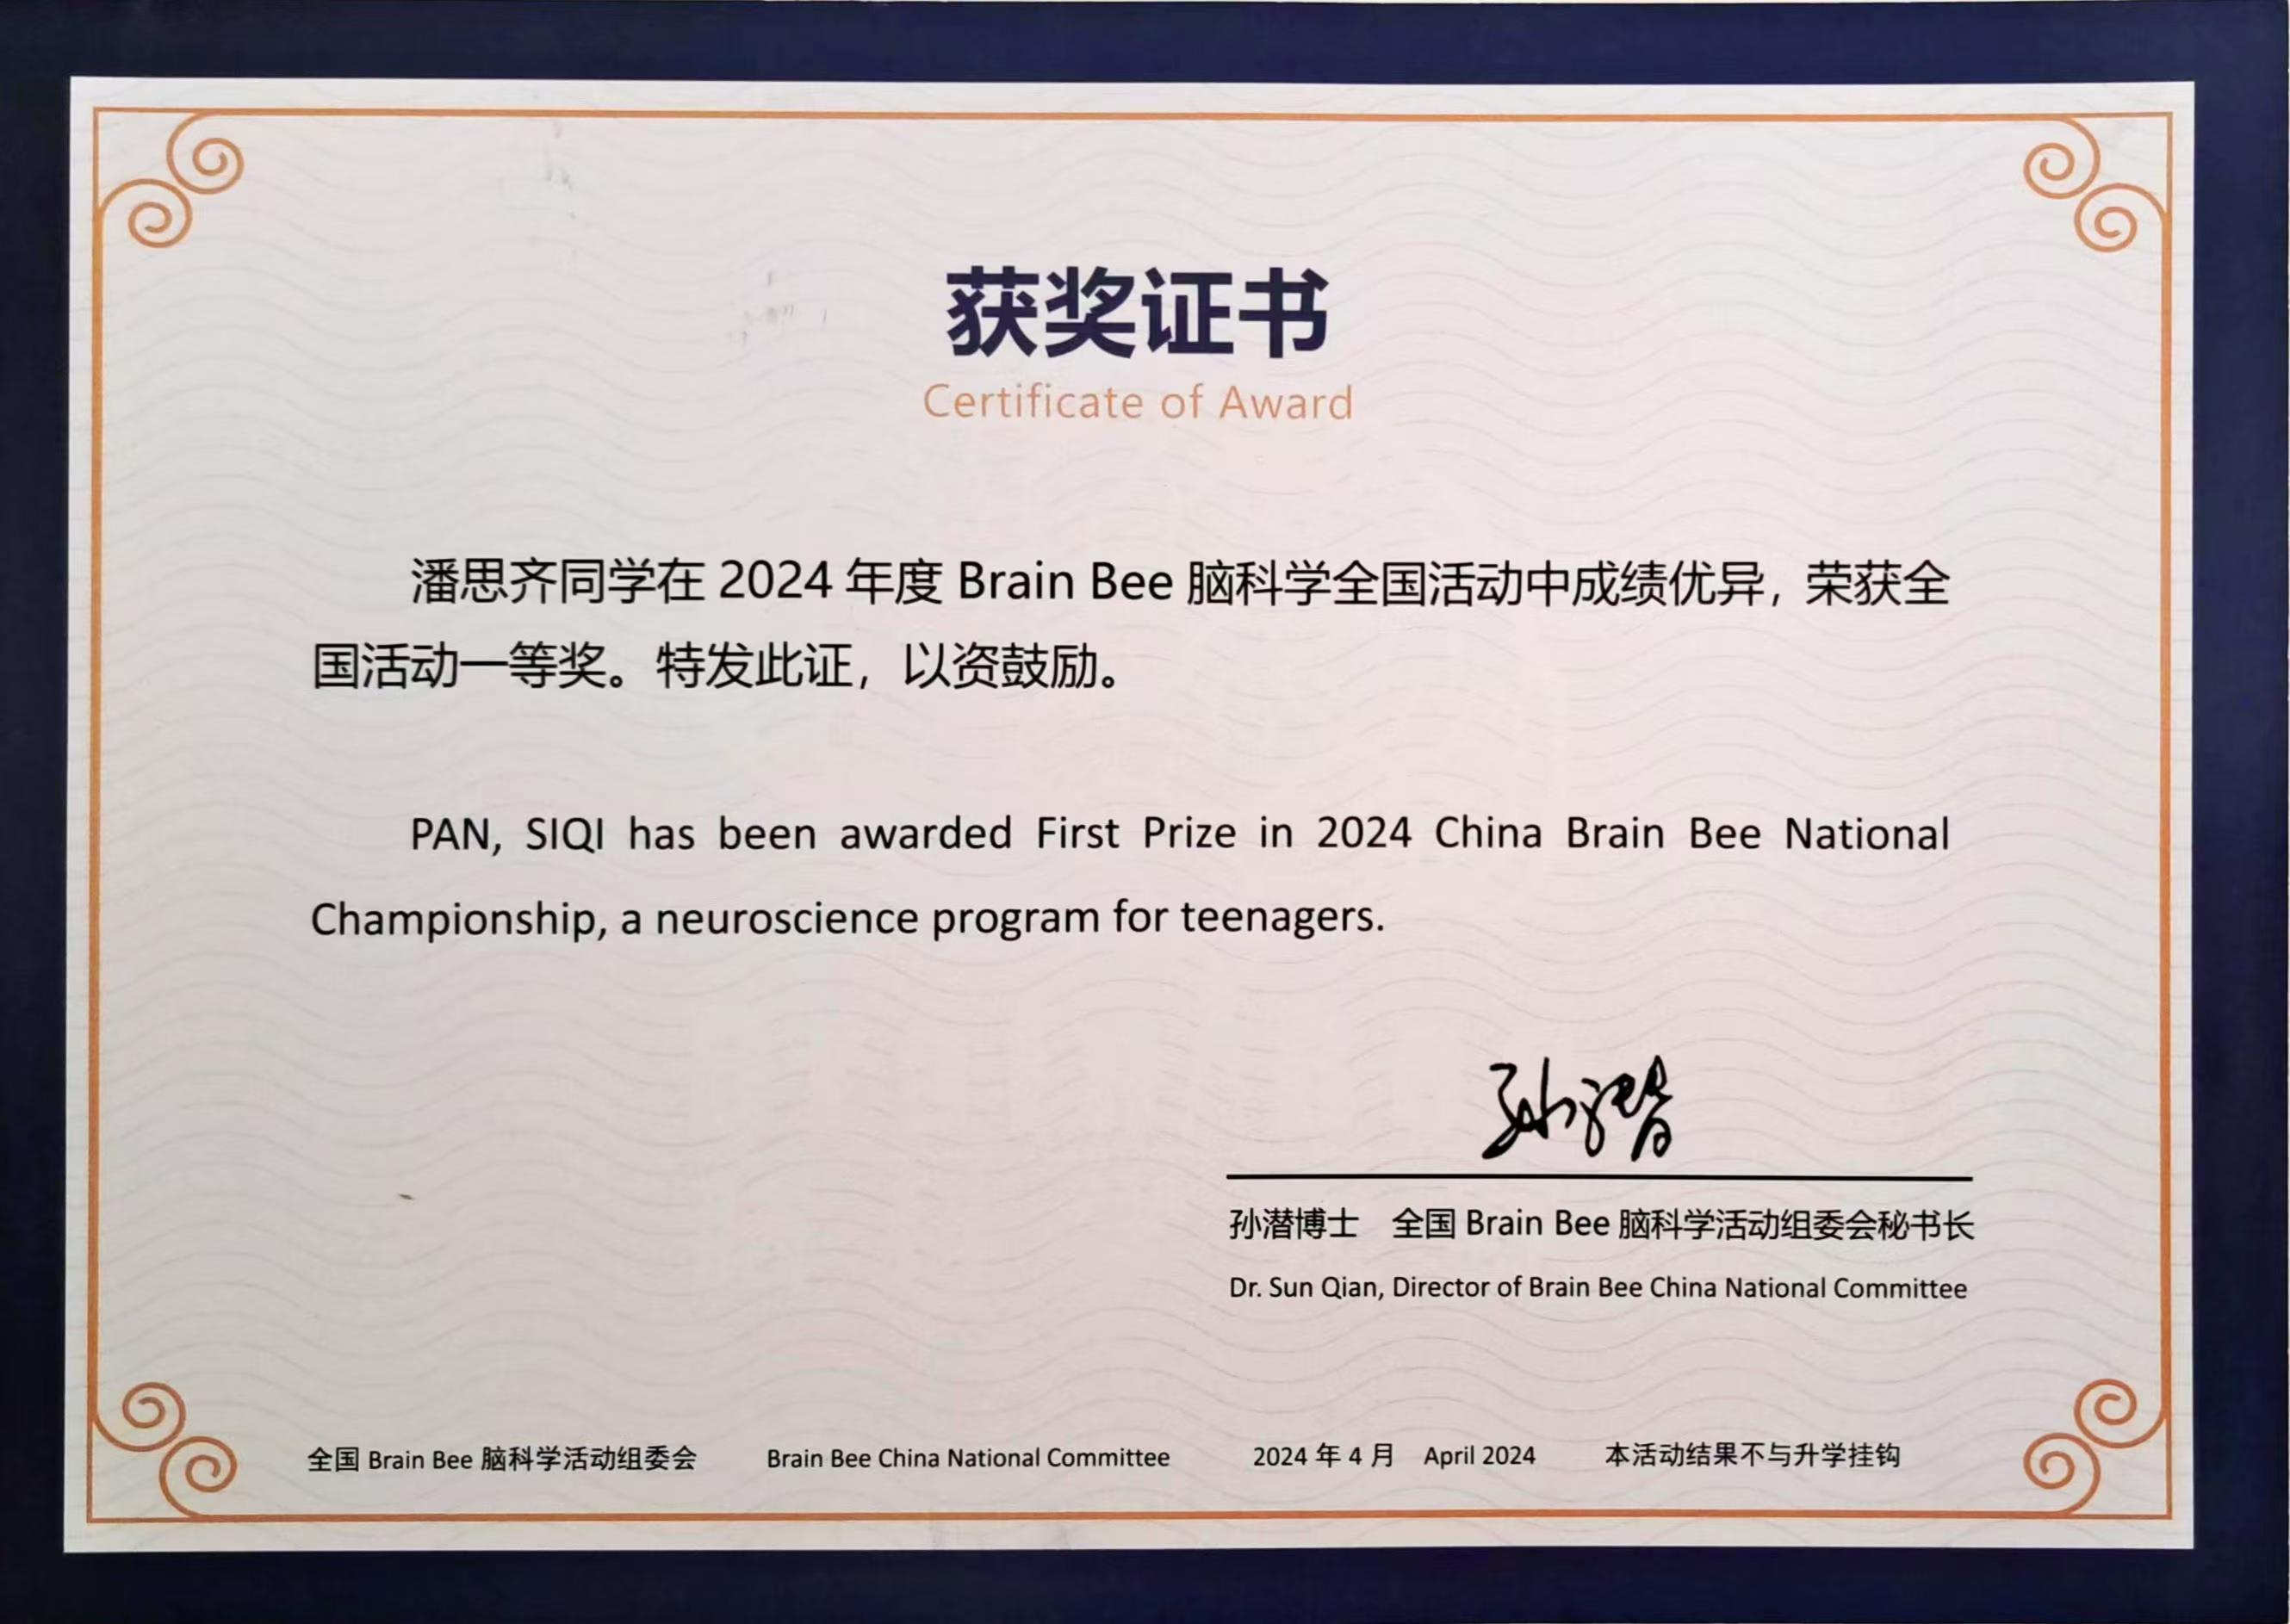 获奖证书
Certificate of Award
潘思齐同学在 2024 年度 Brain Bee 脑科学全国活动中成绩优异，荣获全
国活动一等奖。特发此证，以资鼓励。
PAN, SIQI has been awarded First Prize in 2024 China Brain Bee National
Championship, a neuroscience program for teenagers.
孙潜
孙潜博士 全国 Brain Bee 脑科学活动组委会秘书长
Dr. Sun Qian, Director of Brain Bee China National Committee
全国 Brain Bee 脑科学活动组委会 Brain Bee China National Committee 2024 年 4 月 April 2024 本活动结果不与升学挂钩